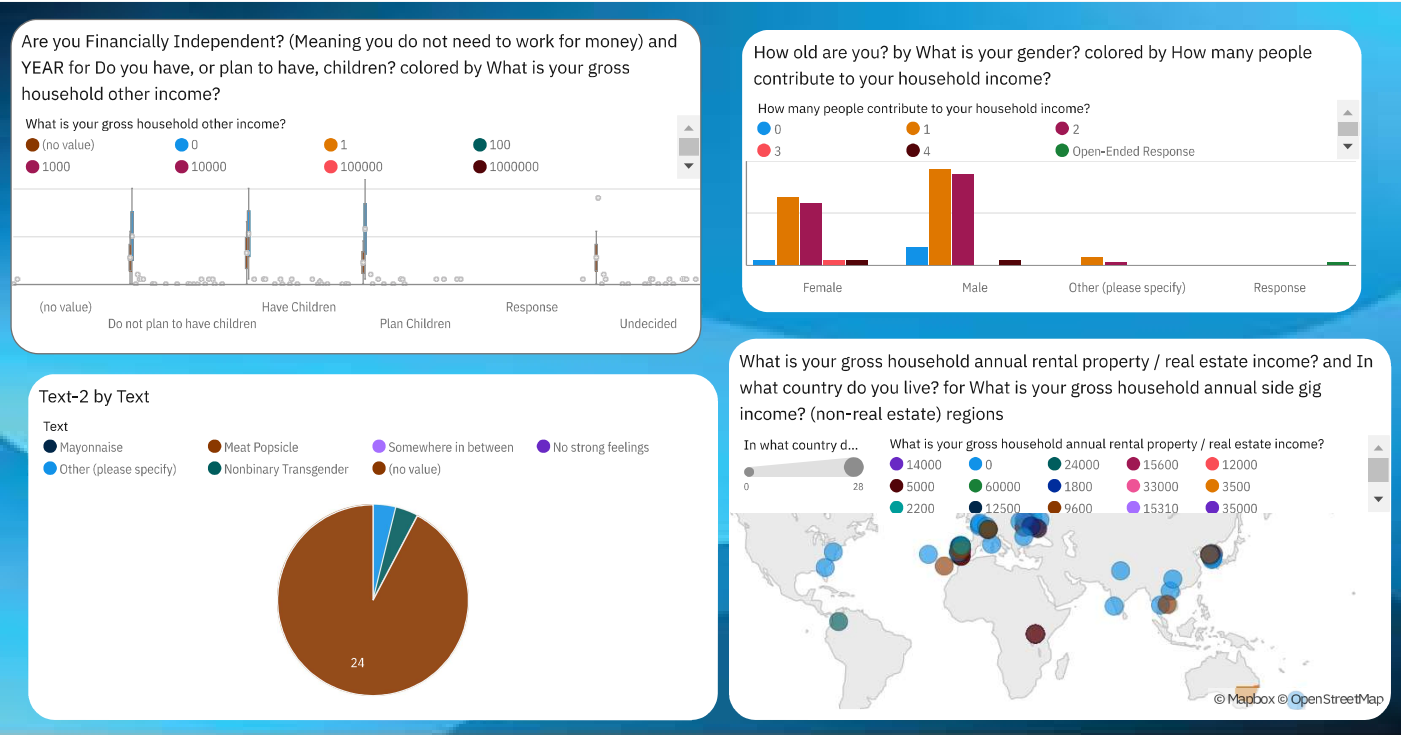 Are you Financially Independent? (Meaning you do not need to work for money) and
YEAR for Do you have, or plan to have, children? colored by What is your gross
household other income?
What is your gross household other income?
(no value) 0 1 100
1000 10000 100000 1000000
(no value) Have Children Response
Do not plan to have children Plan Children Undecided
How old are you? by What is your gender? colored by How many people
contribute to your household income?
How many people contribute to your household income?
0 1 2
3 4 Open-Ended Response
Female Male Other (please specify) Response
Text-2 by Text
Text
Mayonnaise Meat Popsicle Somewhere in between No strong feelings
Other (please specify) Nonbinary Transgender (no value)
24
What is your gross household annual rental property / real estate income? and In
what country do you live? for What is your gross household annual side gig
income? (non-real estate) regions
In what country d... What is your gross household annual rental property / real estate income?
14000 0 24000 15600 12000
5000 60000 1800 33000 3500
0 28
2200 12500 9600 15310 35000
© Mapbox © OpenStreetMap